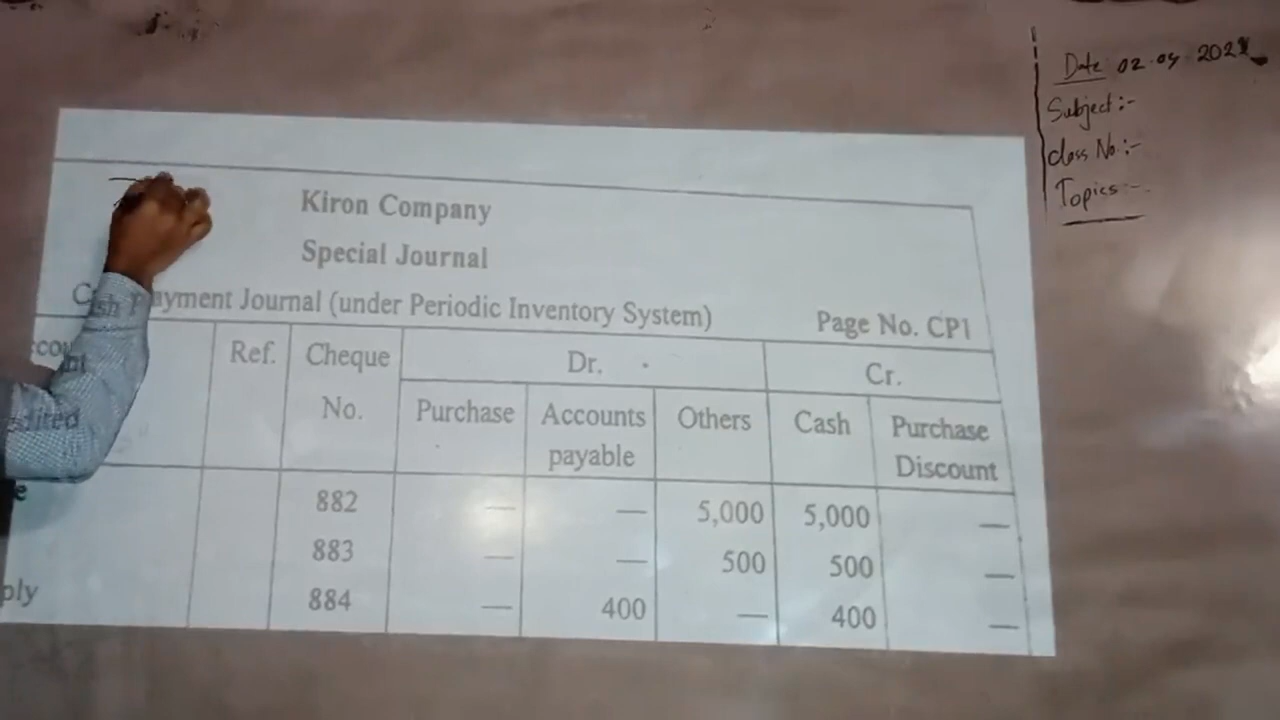 Date 02.04 202
Subject:-
Class No:-
Topics:-
Kiron Company
Special Journal
Payment Journal (under Periodic Inventory System) Page No. CP1
Ref. Cheque No. Dr. Cr.
Purchase Accounts payable Others Cash Purchase Discount
882 — — 5,000 5,000 —
883 — — 500 500 —
ply 884 — 400 — 400 —